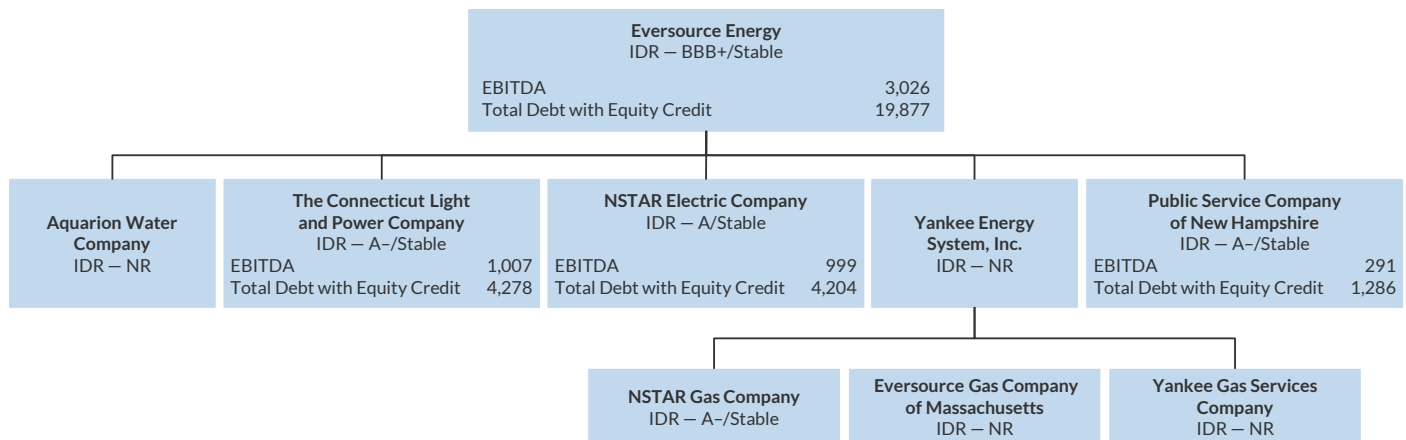 Eversource Energy
IDR — BBB+/Stable
EBITDA 3,026
Total Debt with Equity Credit 19,877
Aquarion Water
Company
IDR — NR
The Connecticut Light
and Power Company
IDR — A–/Stable
EBITDA 1,007
Total Debt with Equity Credit 4,278
NSTAR Electric Company
IDR — A/Stable
EBITDA 999
Total Debt with Equity Credit 4,204
Yankee Energy
System, Inc.
IDR — NR
Public Service Company
of New Hampshire
IDR — A–/Stable
EBITDA 291
Total Debt with Equity Credit 1,286
NSTAR Gas Company
IDR — A–/Stable
Eversource Gas Company
of Massachusetts
IDR — NR
Yankee Gas Services
Company
IDR — NR